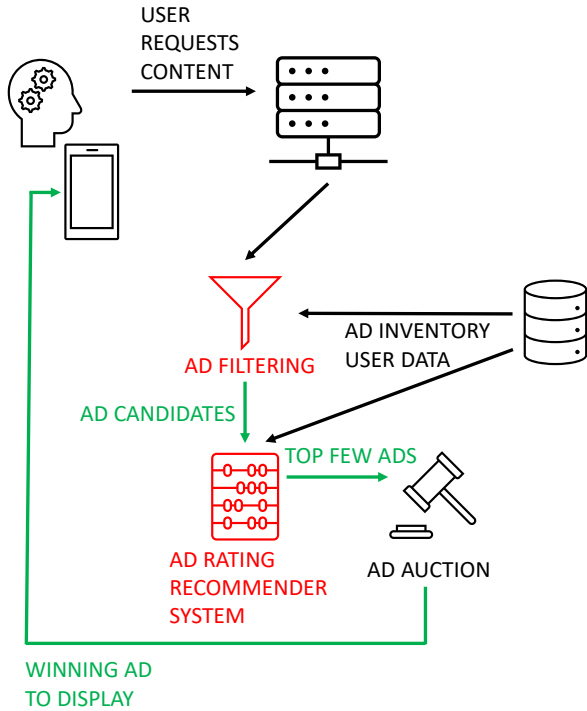 USER
REQUESTS
CONTENT
AD INVENTORY
USER DATA
AD FILTERING
AD CANDIDATES
TOP FEW ADS
AD RATING
RECOMMENDER
SYSTEM
AD AUCTION
WINNING AD
TO DISPLAY